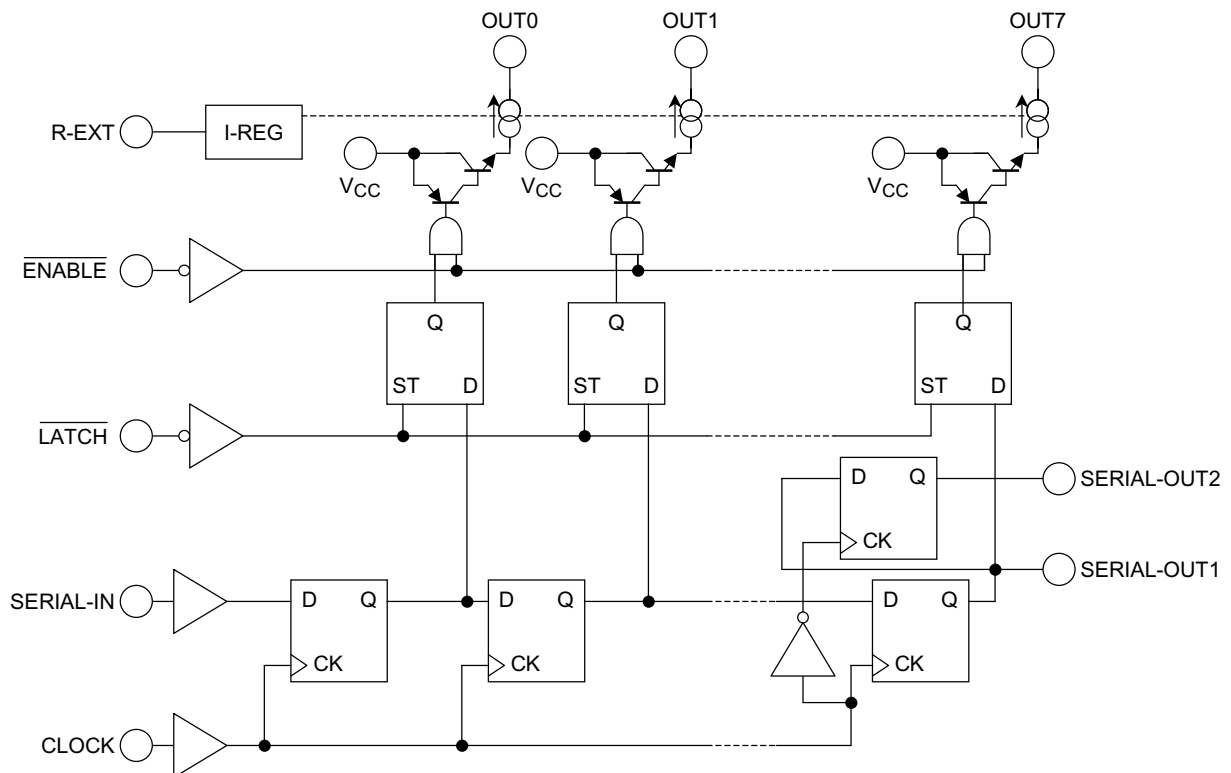 OUT0 OUT1 OUT7
R-EXT I-REG
VCC VCC VCC
ENABLE
Q Q Q
ST D ST D ST D
LATCH
D Q SERIAL-OUT2
CK
SERIAL-OUT1
SERIAL-IN D Q D Q D Q
CK CK CK
CLOCK